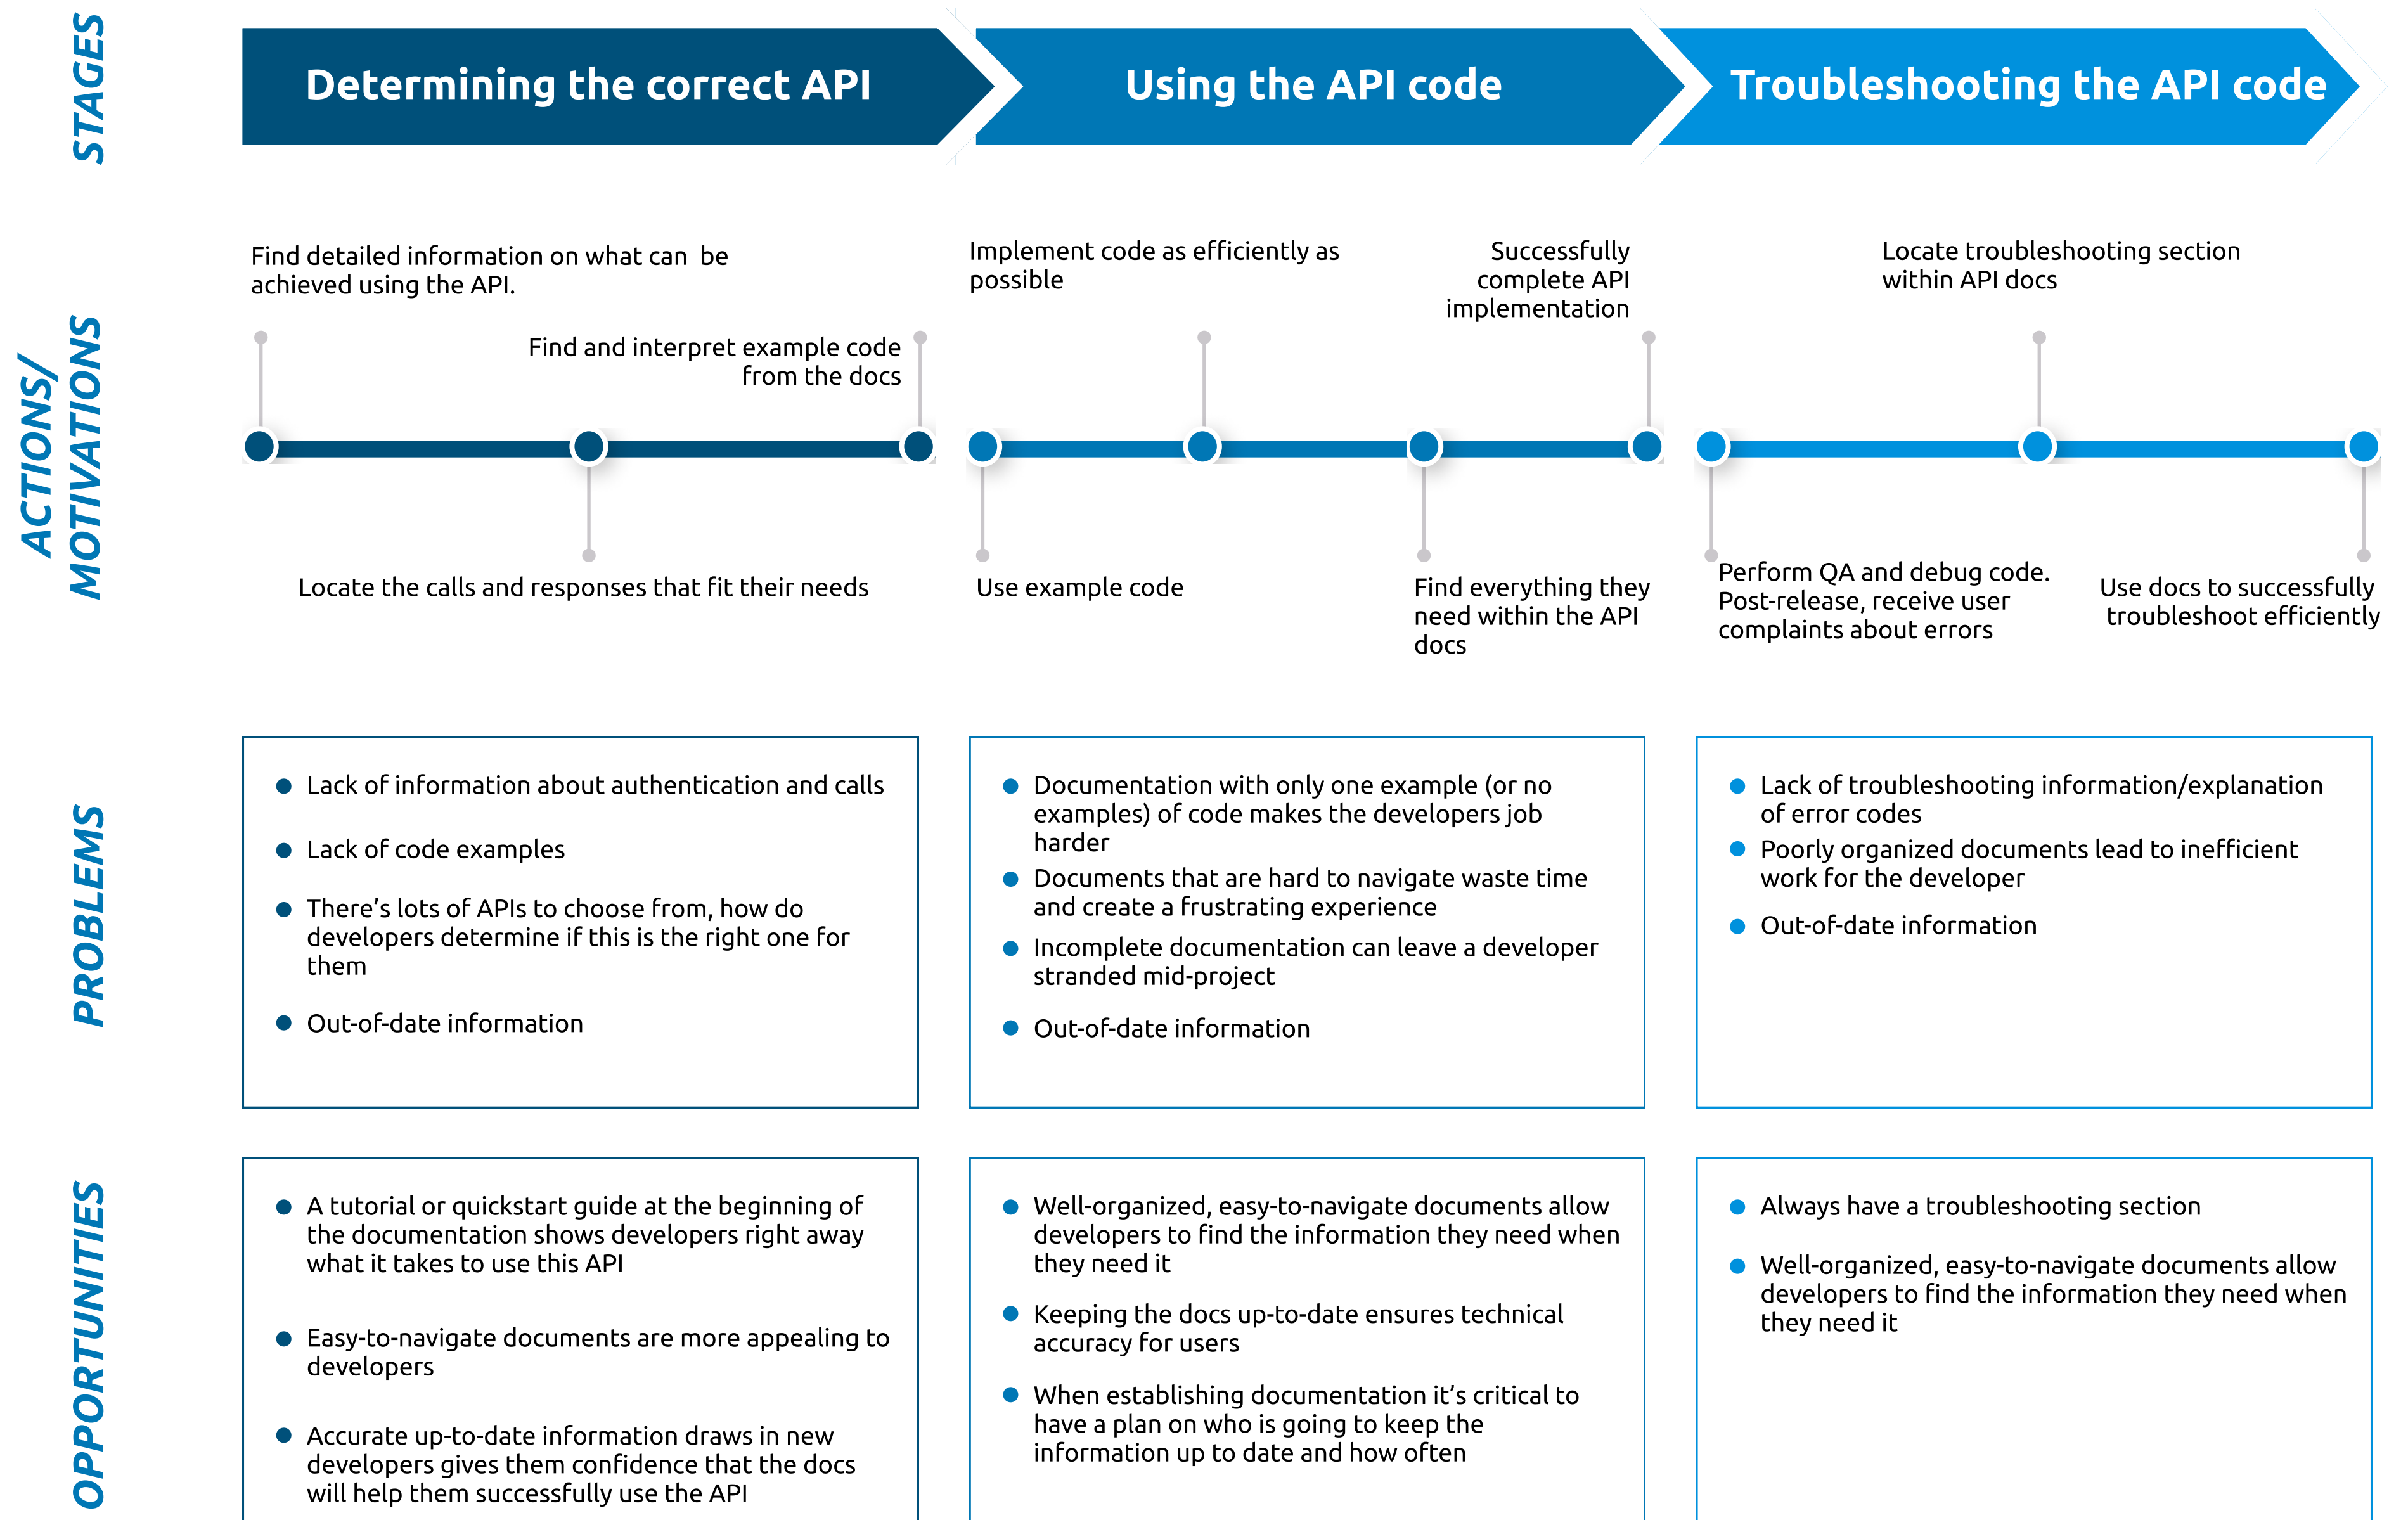 STAGES
Determining the correct API
Using the API code
Troubleshooting the API code
ACTIONS/
MOTIVATIONS
Find detailed information on what can  be
achieved using the API.
Find and interpret example code
from the docs
Locate the calls and responses that fit their needs
Implement code as efficiently as
possible
Successfully
complete API
implementation
Use example code
Find everything they
need within the API
docs
Locate troubleshooting section
within API docs
Perform QA and debug code.
Post-release, receive user
complaints about errors
Use docs to successfully
troubleshoot efficiently
PROBLEMS
Lack of information about authentication and calls
Lack of code examples
There’s lots of APIs to choose from, how do
developers determine if this is the right one for
them
Out-of-date information
Documentation with only one example (or no
examples) of code makes the developers job
harder
Documents that are hard to navigate waste time
and create a frustrating experience
Incomplete documentation can leave a developer
stranded mid-project
Out-of-date information
Lack of troubleshooting information/explanation
of error codes
Poorly organized documents lead to inefficient
work for the developer
Out-of-date information
OPPORTUNITIES
A tutorial or quickstart guide at the beginning of
the documentation shows developers right away
what it takes to use this API
Easy-to-navigate documents are more appealing to
developers
Accurate up-to-date information draws in new
developers gives them confidence that the docs
will help them successfully use the API
Well-organized, easy-to-navigate documents allow
developers to find the information they need when
they need it
Keeping the docs up-to-date ensures technical
accuracy for users
When establishing documentation it’s critical to
have a plan on who is going to keep the
information up to date and how often
Always have a troubleshooting section
Well-organized, easy-to-navigate documents allow
developers to find the information they need when
they need it